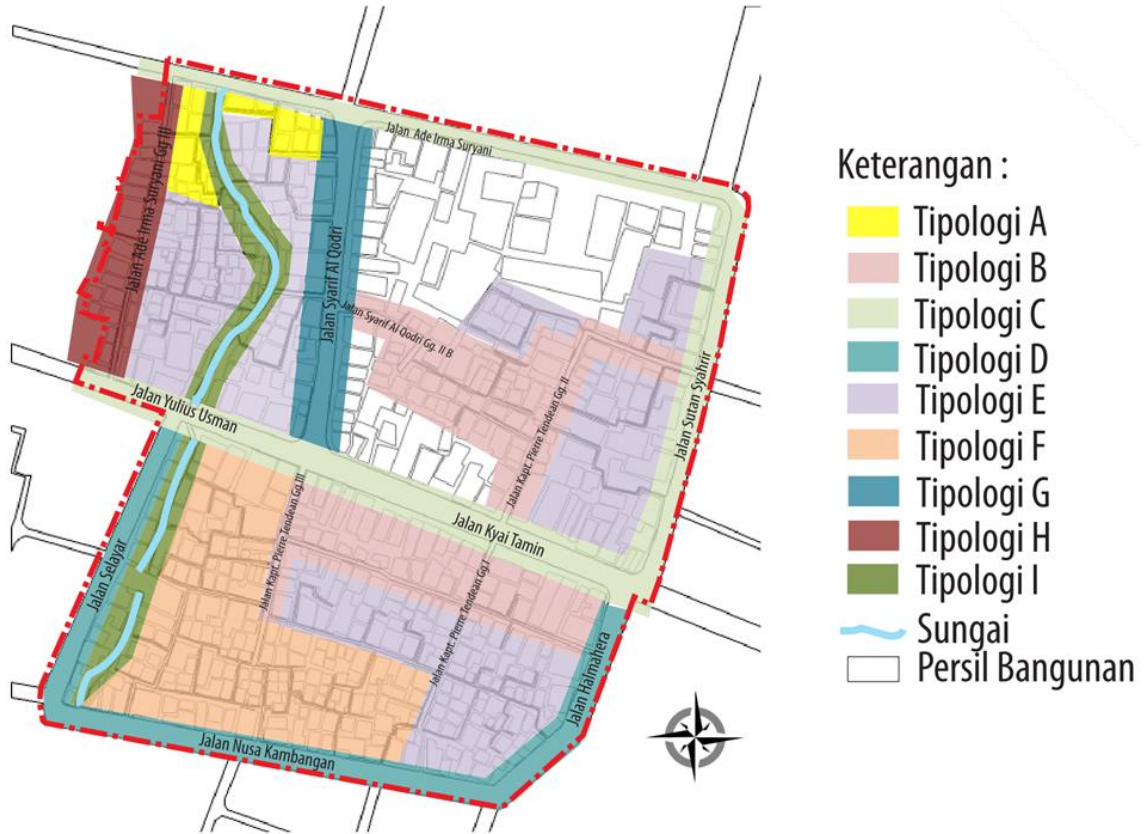 Jalan Ade Irma Suryani
Jalan Ade Irma Suryani Gg III
Jalan Syarif Al Qodri
Jalan Syarif Al Qodri Gg. II B
Jalan Kapt. Pierre Tendean Gg. II
Jalan Sutan Syahrir
Jalan Yulius Usman
Jalan Kyai Tamin
Jalan Kapt. Pierre Tendean Gg. III
Jalan Kapt. Pierre Tendean Gg. I
Jalan Selayar
Jalan Halmahera
Jalan Nusa Kambangan
Keterangan :
Tipologi A
Tipologi B
Tipologi C
Tipologi D
Tipologi E
Tipologi F
Tipologi G
Tipologi H
Tipologi I
Sungai
Persil Bangunan